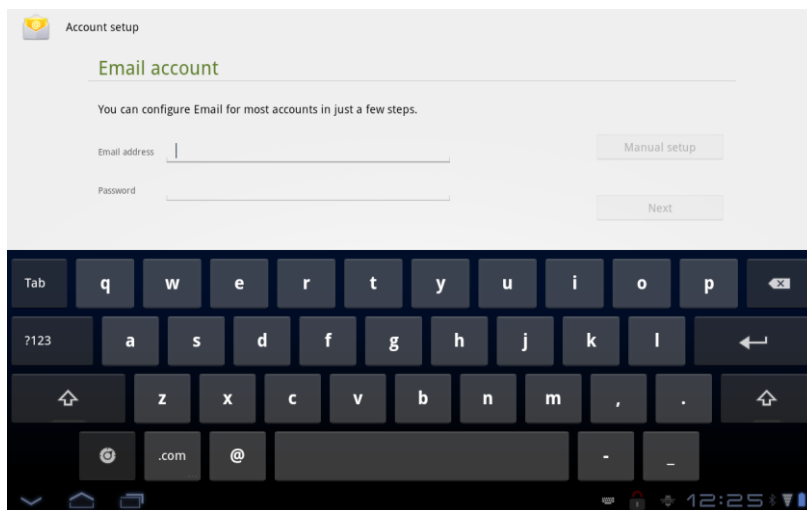 Account setup
Email account
You can configure Email for most accounts in just a few steps.
Email address
Manual setup
Password
Next
Tab q w e r t y u i o p
?123 a s d f g h j k l
z x c v b n m , .
.com @ - _
12:25